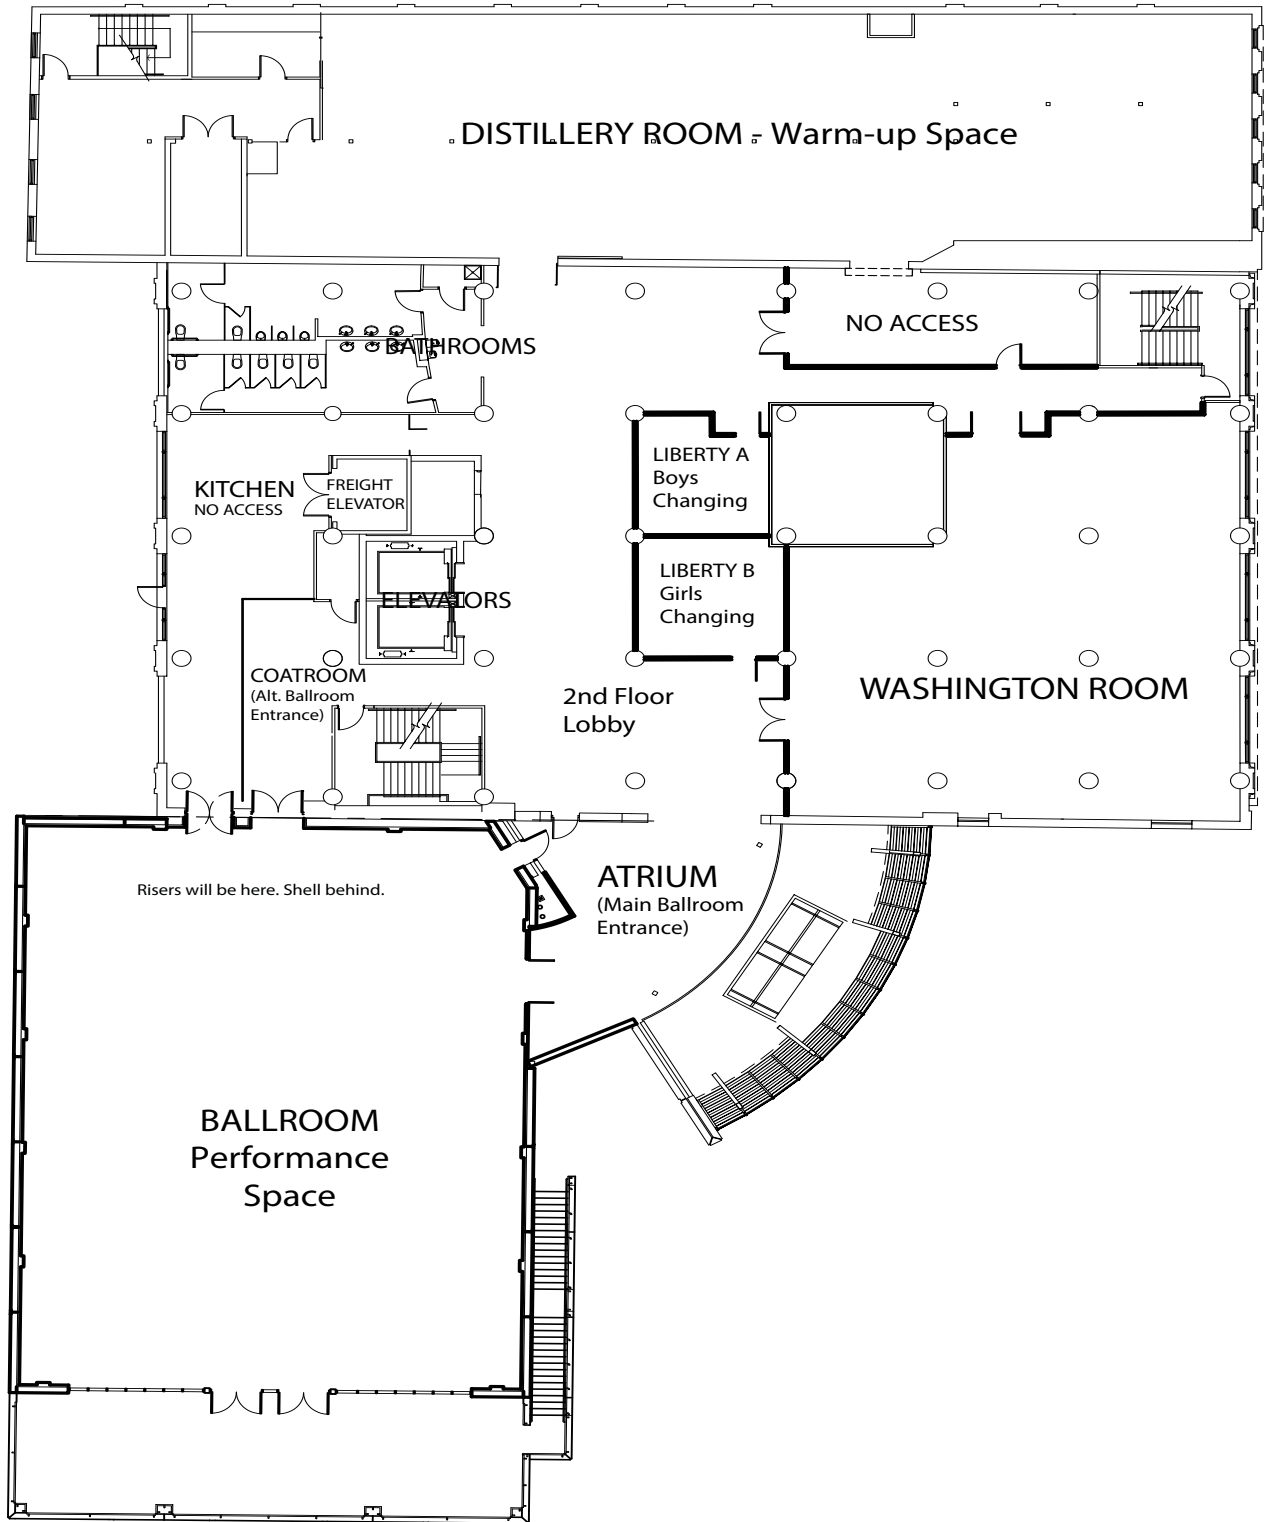 DISTILLERY ROOM - Warm-up Space
NO ACCESS
BATHROOMS
LIBERTY A
Boys
Changing
KITCHEN
NO ACCESS
FREIGHT
ELEVATOR
LIBERTY B
Girls
Changing
ELEVATORS
COATROOM
(Alt. Ballroom
Entrance)
2nd Floor
Lobby
WASHINGTON ROOM
Risers will be here. Shell behind.
ATRIUM
(Main Ballroom
Entrance)
BALLROOM
Performance
Space